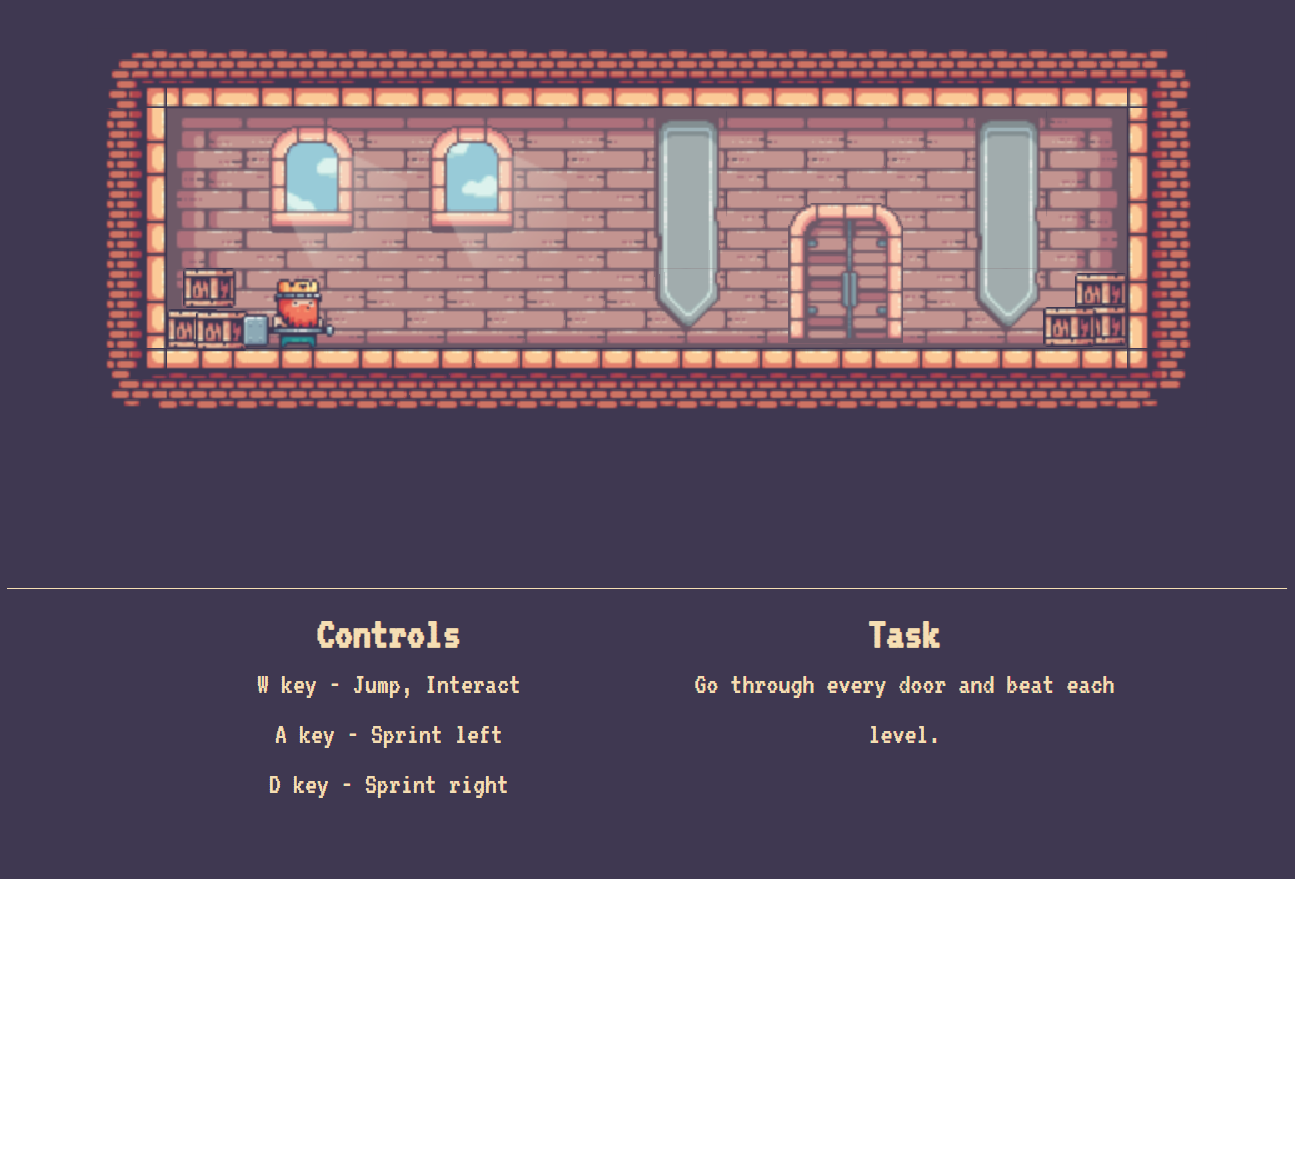 Controls
W key - Jump, Interact
A key - Sprint left
D key - Sprint right
Task
Go through every door and beat each
level.